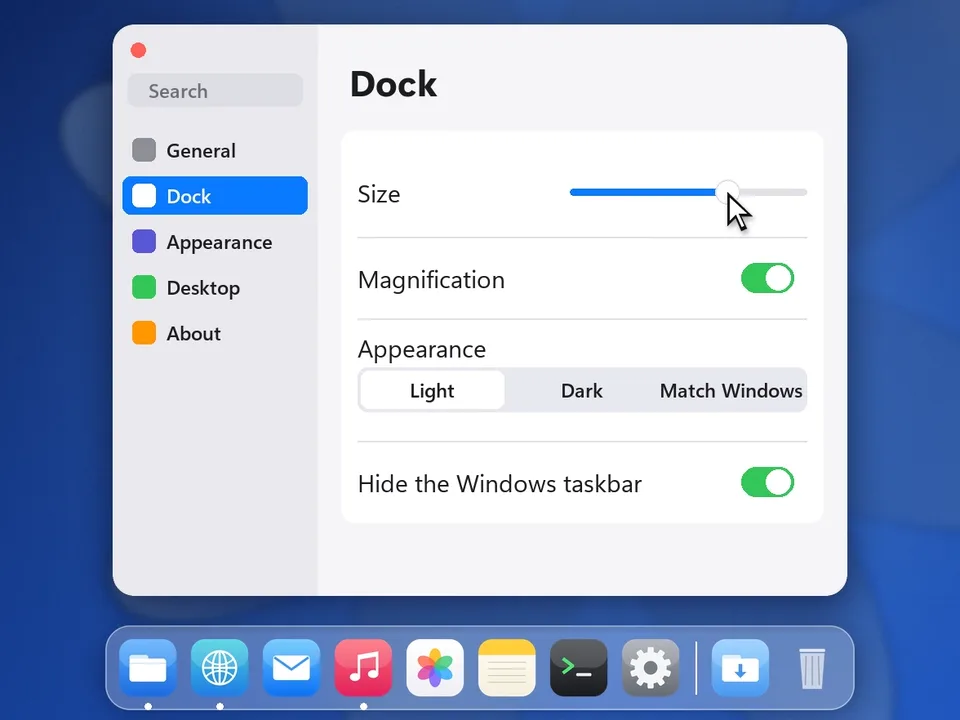 Search
General
Dock
Appearance
Desktop
About
Dock
Size
Magnification
Appearance
Light Dark Match Windows
Hide the Windows taskbar